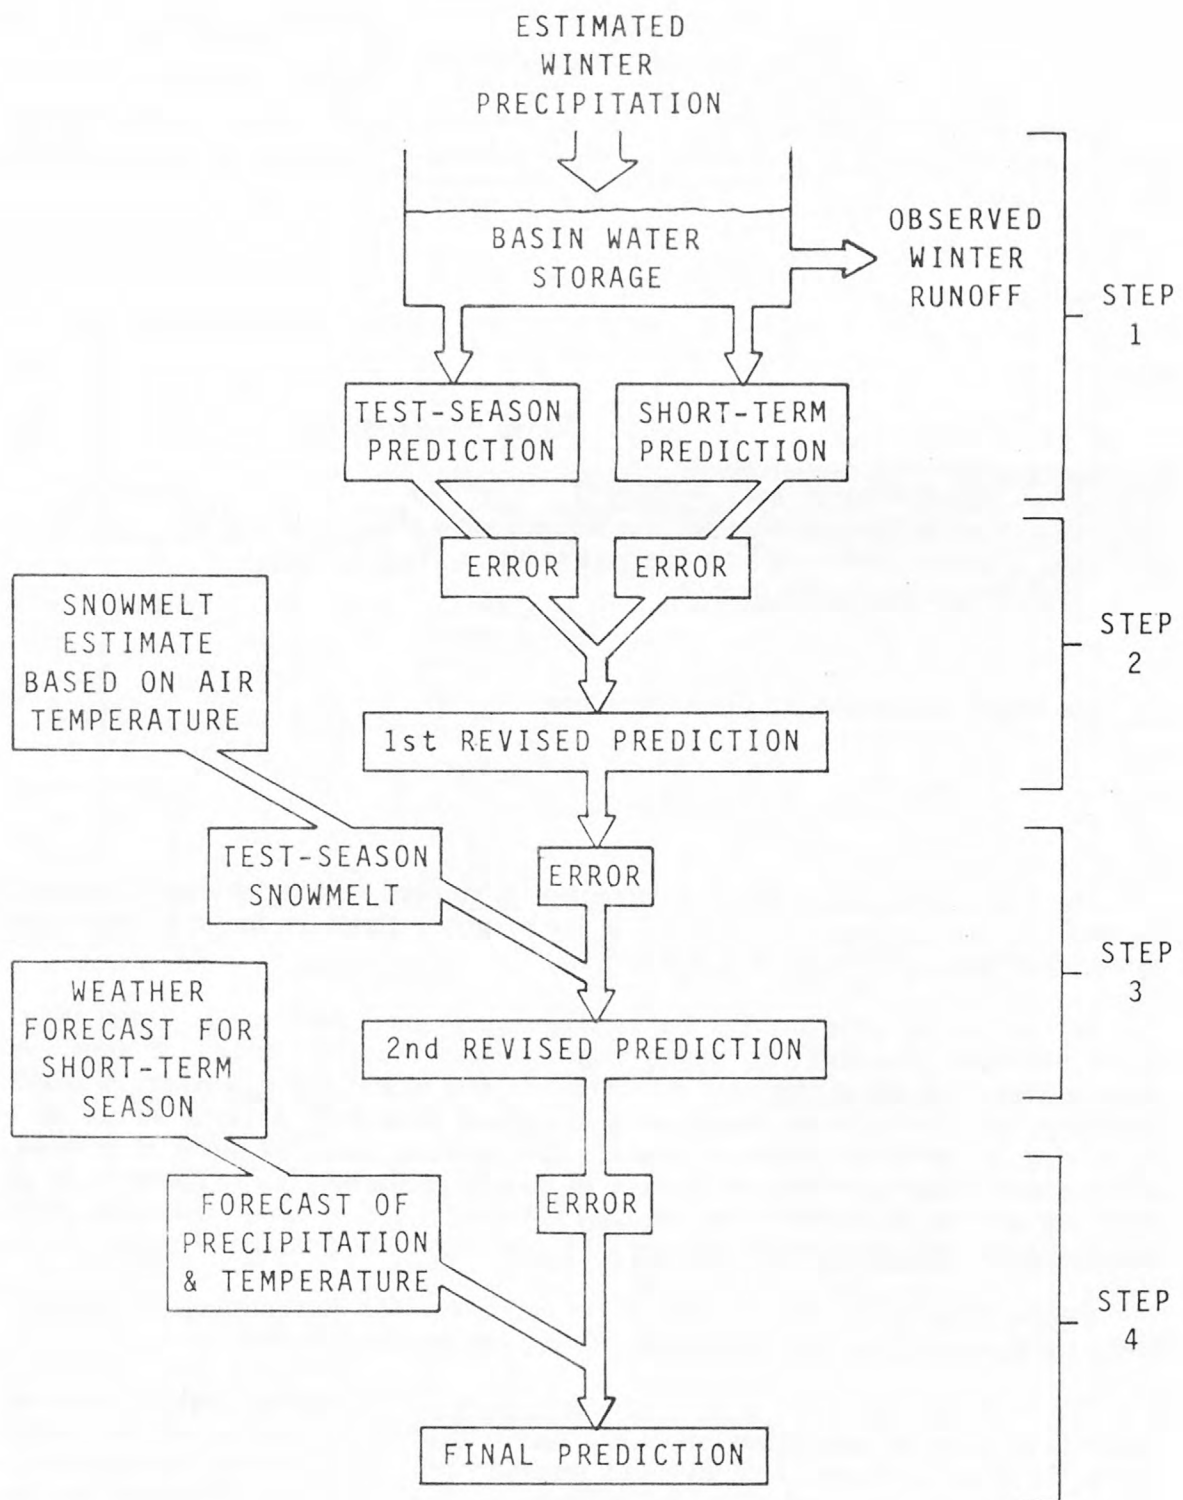 ESTIMATED
WINTER
PRECIPITATION
BASIN WATER
STORAGE
OBSERVED
WINTER
RUNOFF
STEP
1
TEST-SEASON
PREDICTION
SHORT-TERM
PREDICTION
ERROR
ERROR
STEP
2
SNOWMELT
ESTIMATE
BASED ON AIR
TEMPERATURE
1st REVISED PREDICTION
TEST-SEASON
SNOWMELT
ERROR
STEP
3
WEATHER
FORECAST FOR
SHORT-TERM
SEASON
2nd REVISED PREDICTION
FORECAST OF
PRECIPITATION
& TEMPERATURE
ERROR
STEP
4
FINAL PREDICTION